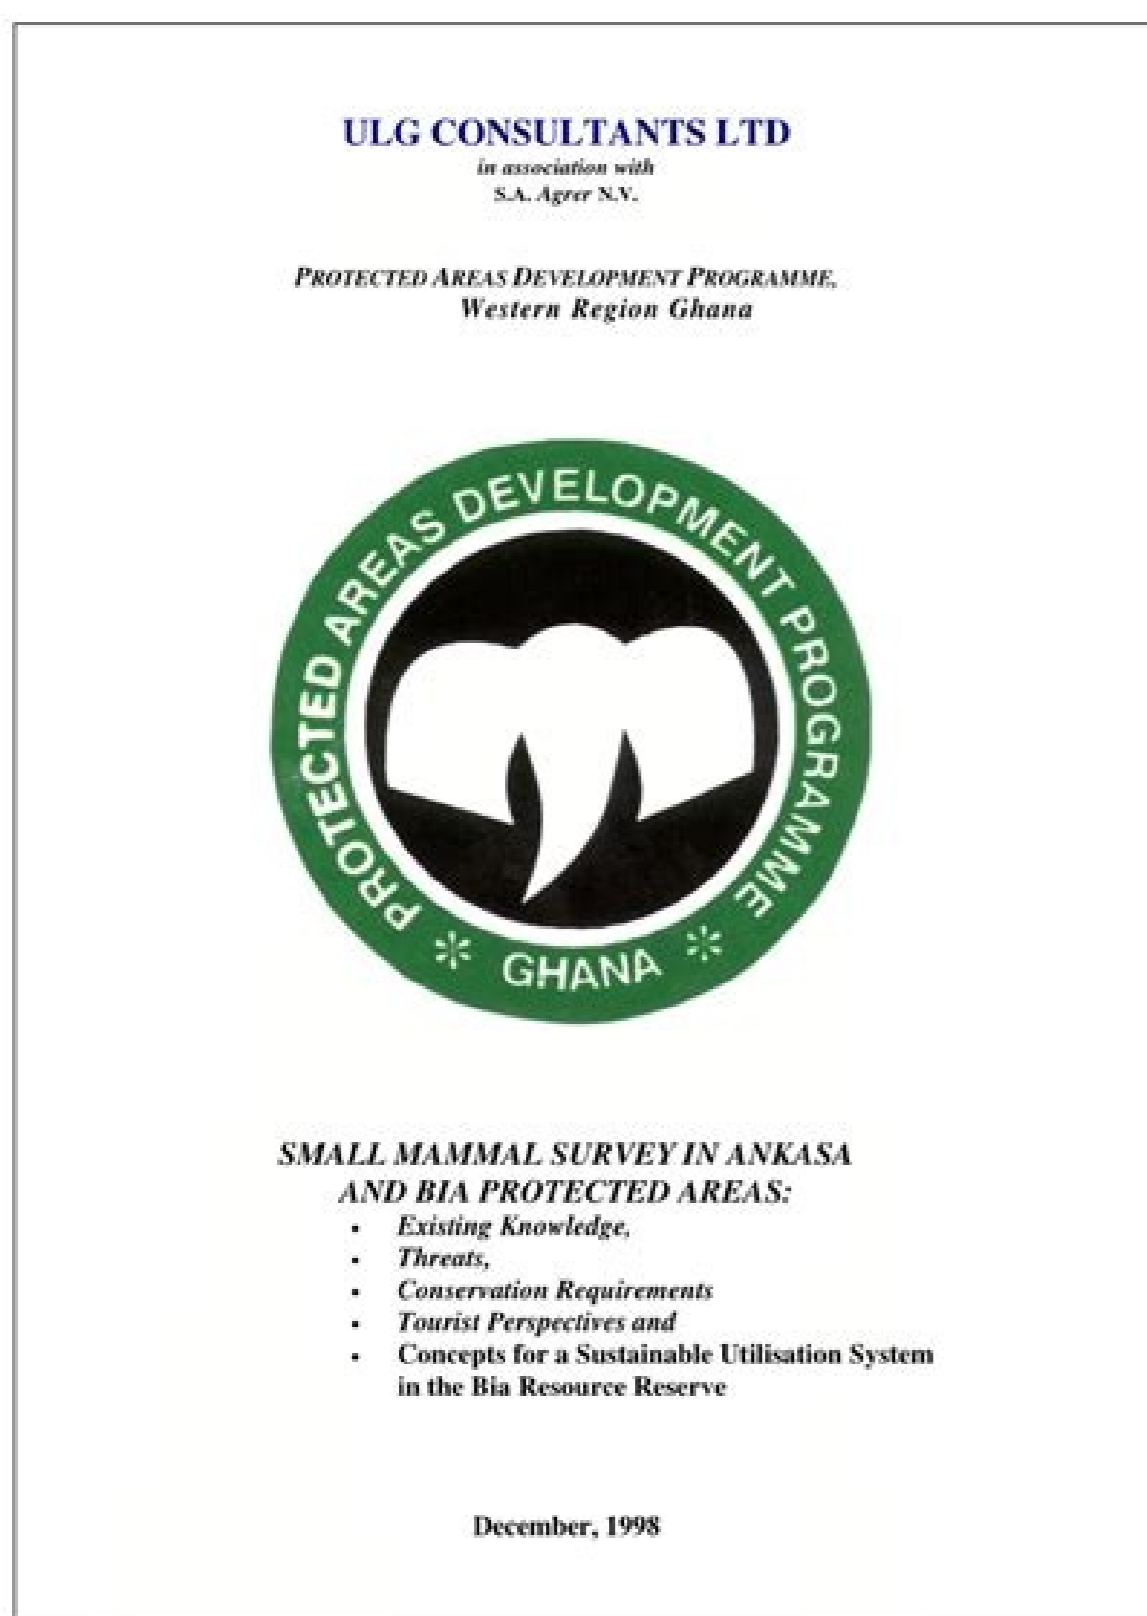 ULG CONSULTANTS LTD
in association with
S.A. Agrer N.V.
PROTECTED AREAS DEVELOPMENT PROGRAMME,
Western Region Ghana
PROTECTED AREAS DEVELOPMENT PROGRAMME
* GHANA *
SMALL MAMMAL SURVEY IN ANKASA
AND BIA PROTECTED AREAS:
• Existing Knowledge,
• Threats,
• Conservation Requirements
• Tourist Perspectives and
• Concepts for a Sustainable Utilisation System
in the Bia Resource Reserve
December, 1998